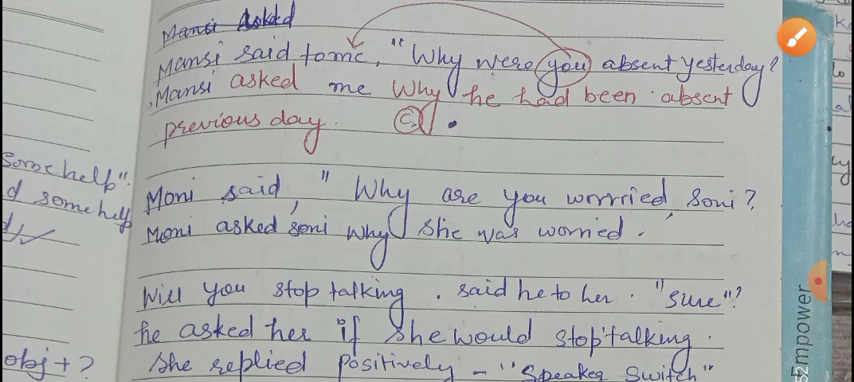 Mansi asked
Mansi said to me, "Why were you absent yesterday?
Mansi asked me Why he had been absent
previous day.
Some help".
d some help
Moni said, "Why are you worrried, Soni?
Moni asked soni why she was worried.
Will you stop talking. said he to her. "sure"?
he asked her if she would stop talking.
obj + ?
She replied positively - "Speaker Switch"
Empower